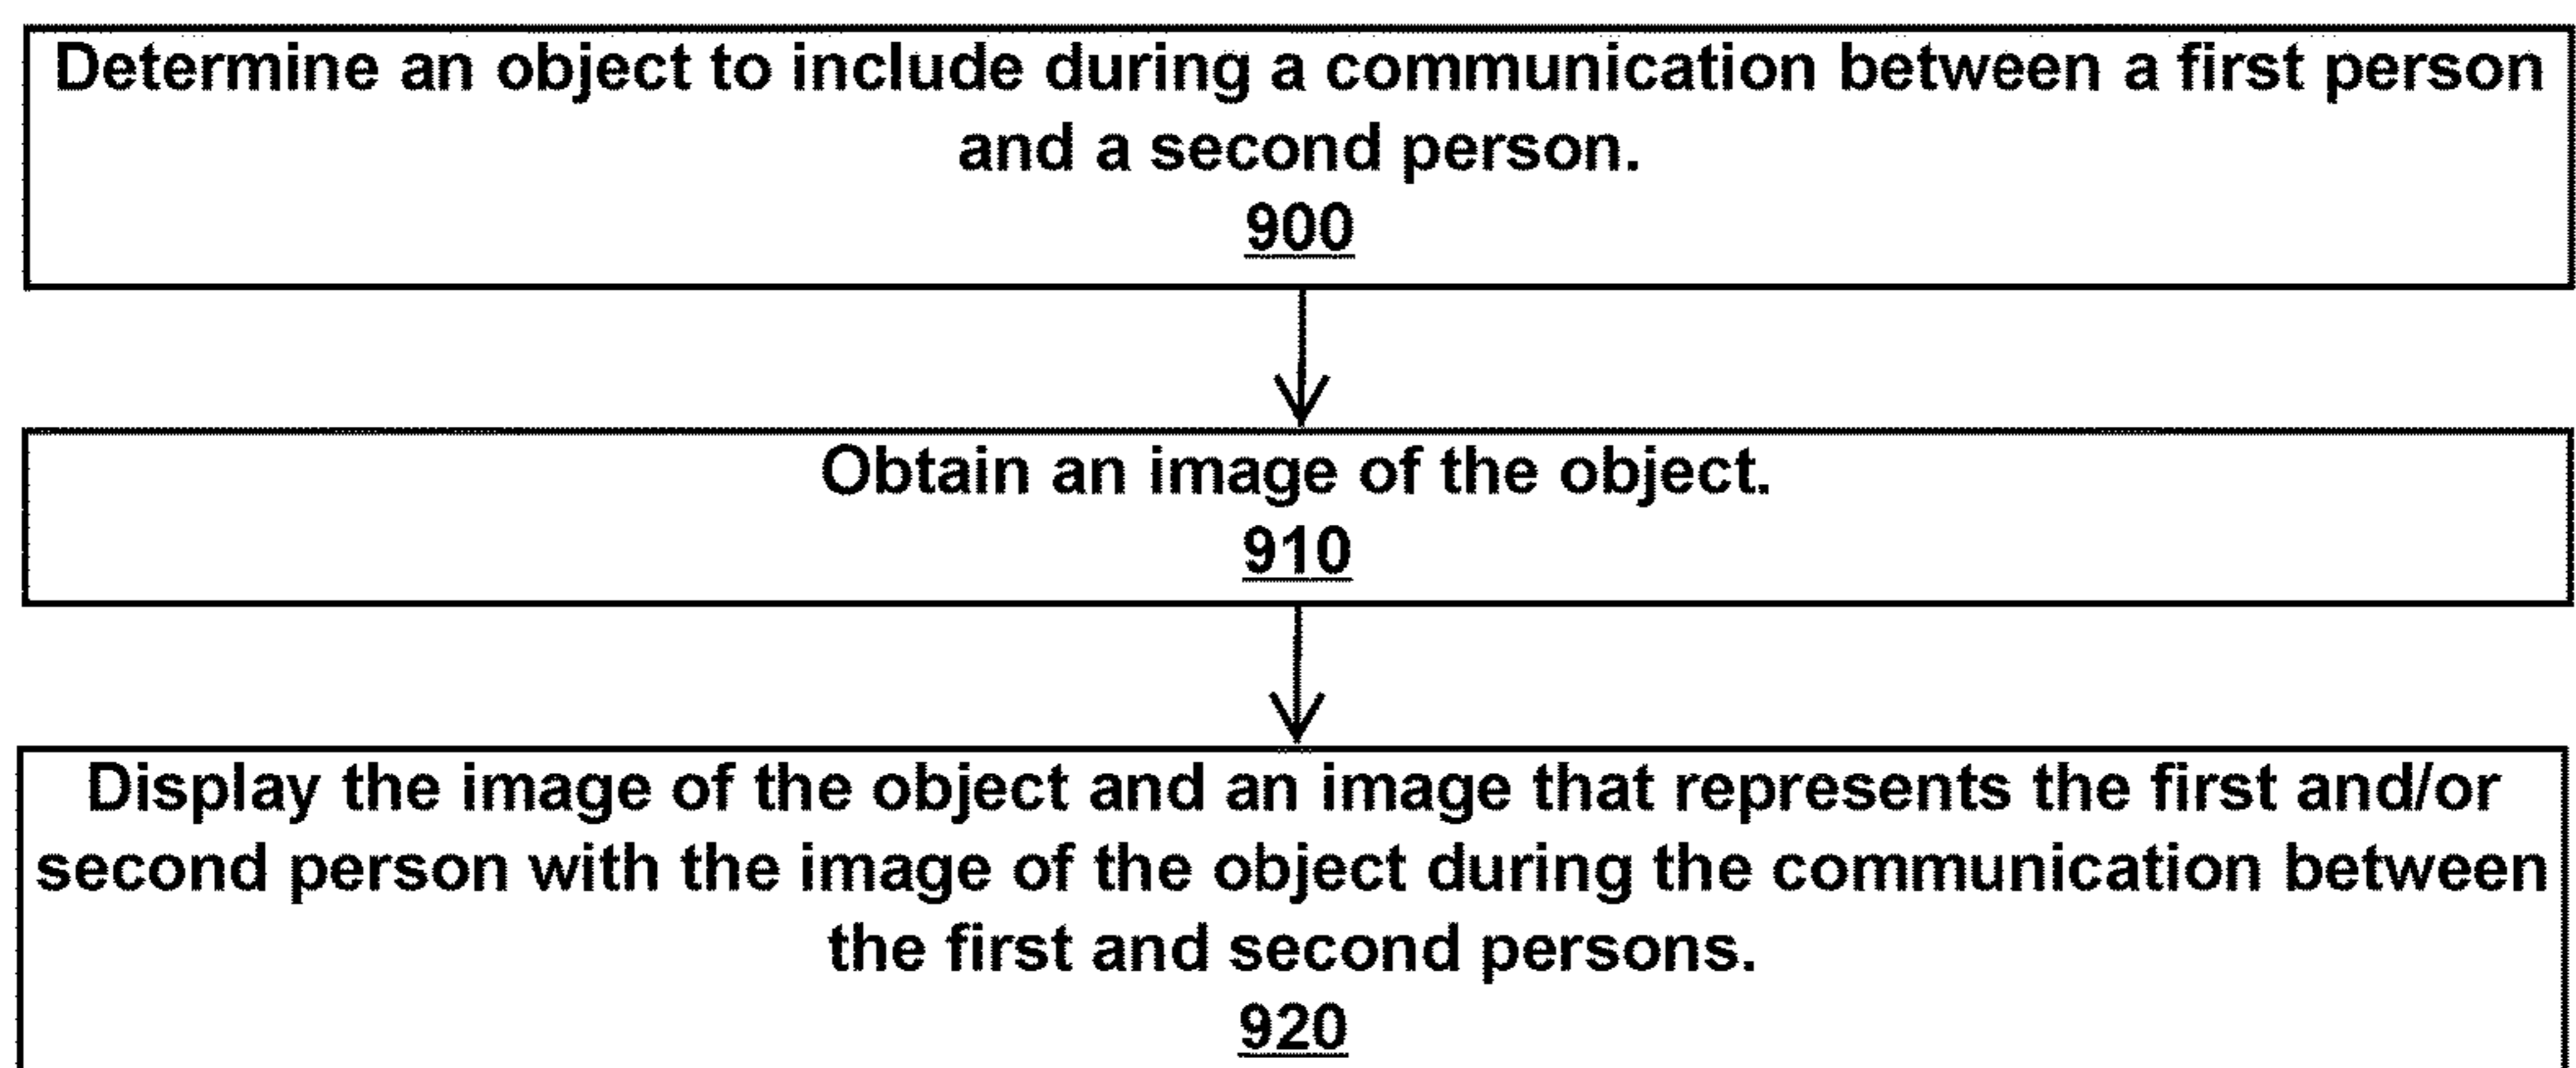 Determine an object to include during a communication between a first person
and a second person.
900
Obtain an image of the object.
910
Display the image of the object and an image that represents the first and/or
second person with the image of the object during the communication between
the first and second persons.
920